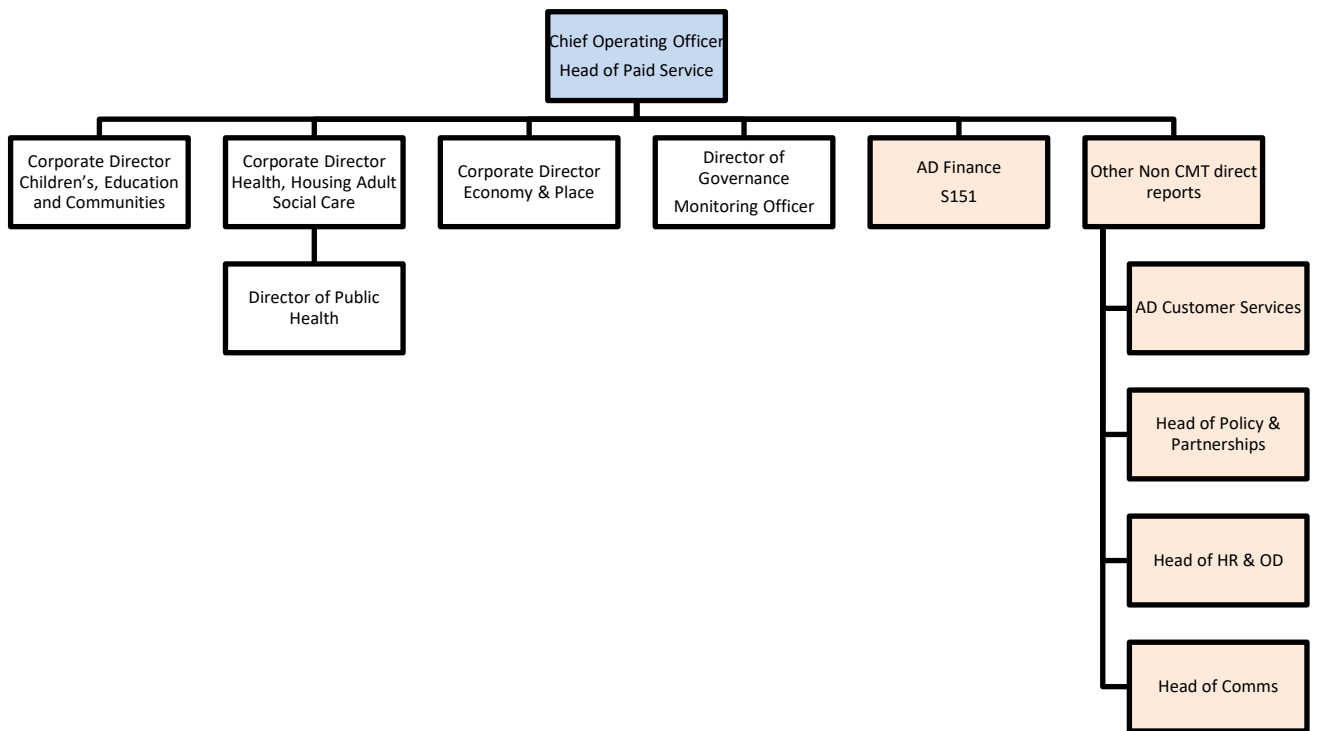 Chief Operating Officer
Head of Paid Service
Corporate Director
Children’s, Education
and Communities
Corporate Director
Health, Housing Adult
Social Care
Corporate Director
Economy & Place
Director of
Governance
Monitoring Officer
AD Finance
S151
Other Non CMT direct
reports
Director of Public
Health
AD Customer Services
Head of Policy &
Partnerships
Head of HR & OD
Head of Comms